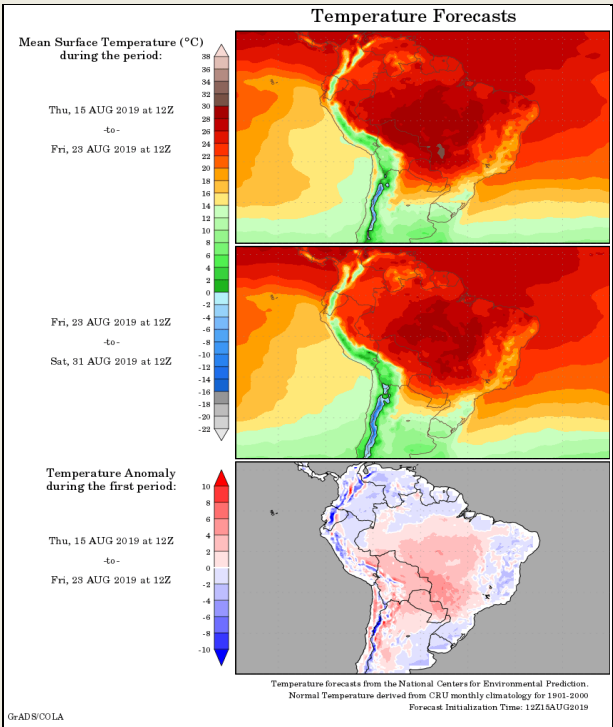 Temperature Forecasts
Mean Surface Temperature (°C)
during the period:
Thu, 15 AUG 2019 at 12Z
-to-
Fri, 23 AUG 2019 at 12Z
38
36
34
32
30
28
26
24
22
20
18
16
14
12
10
8
6
4
2
0
-2
-4
-6
-8
-10
-12
-14
-16
-18
-20
-22
Fri, 23 AUG 2019 at 12Z
-to-
Sat, 31 AUG 2019 at 12Z
Temperature Anomaly
during the first period:
Thu, 15 AUG 2019 at 12Z
-to-
Fri, 23 AUG 2019 at 12Z
10
8
6
4
2
0
-2
-4
-6
-8
-10
Temperature forecasts from the National Centers for Environmental Prediction.
Normal Temperature derived from CRU monthly climatology for 1901-2000
Forecast Initialization Time: 12Z15AUG2019
GrADS/COLA